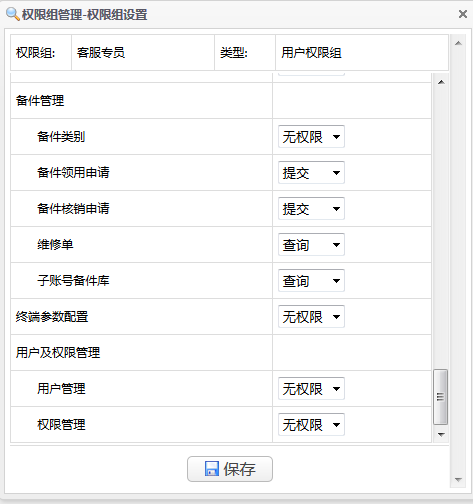 权限组管理-权限组设置
权限组: 客服专员 类型: 用户权限组
备件管理
备件类别 无权限
备件领用申请 提交
备件核销申请 提交
维修单 查询
子账号备件库 查询
终端参数配置 无权限
用户及权限管理
用户管理 无权限
权限管理 无权限
保存